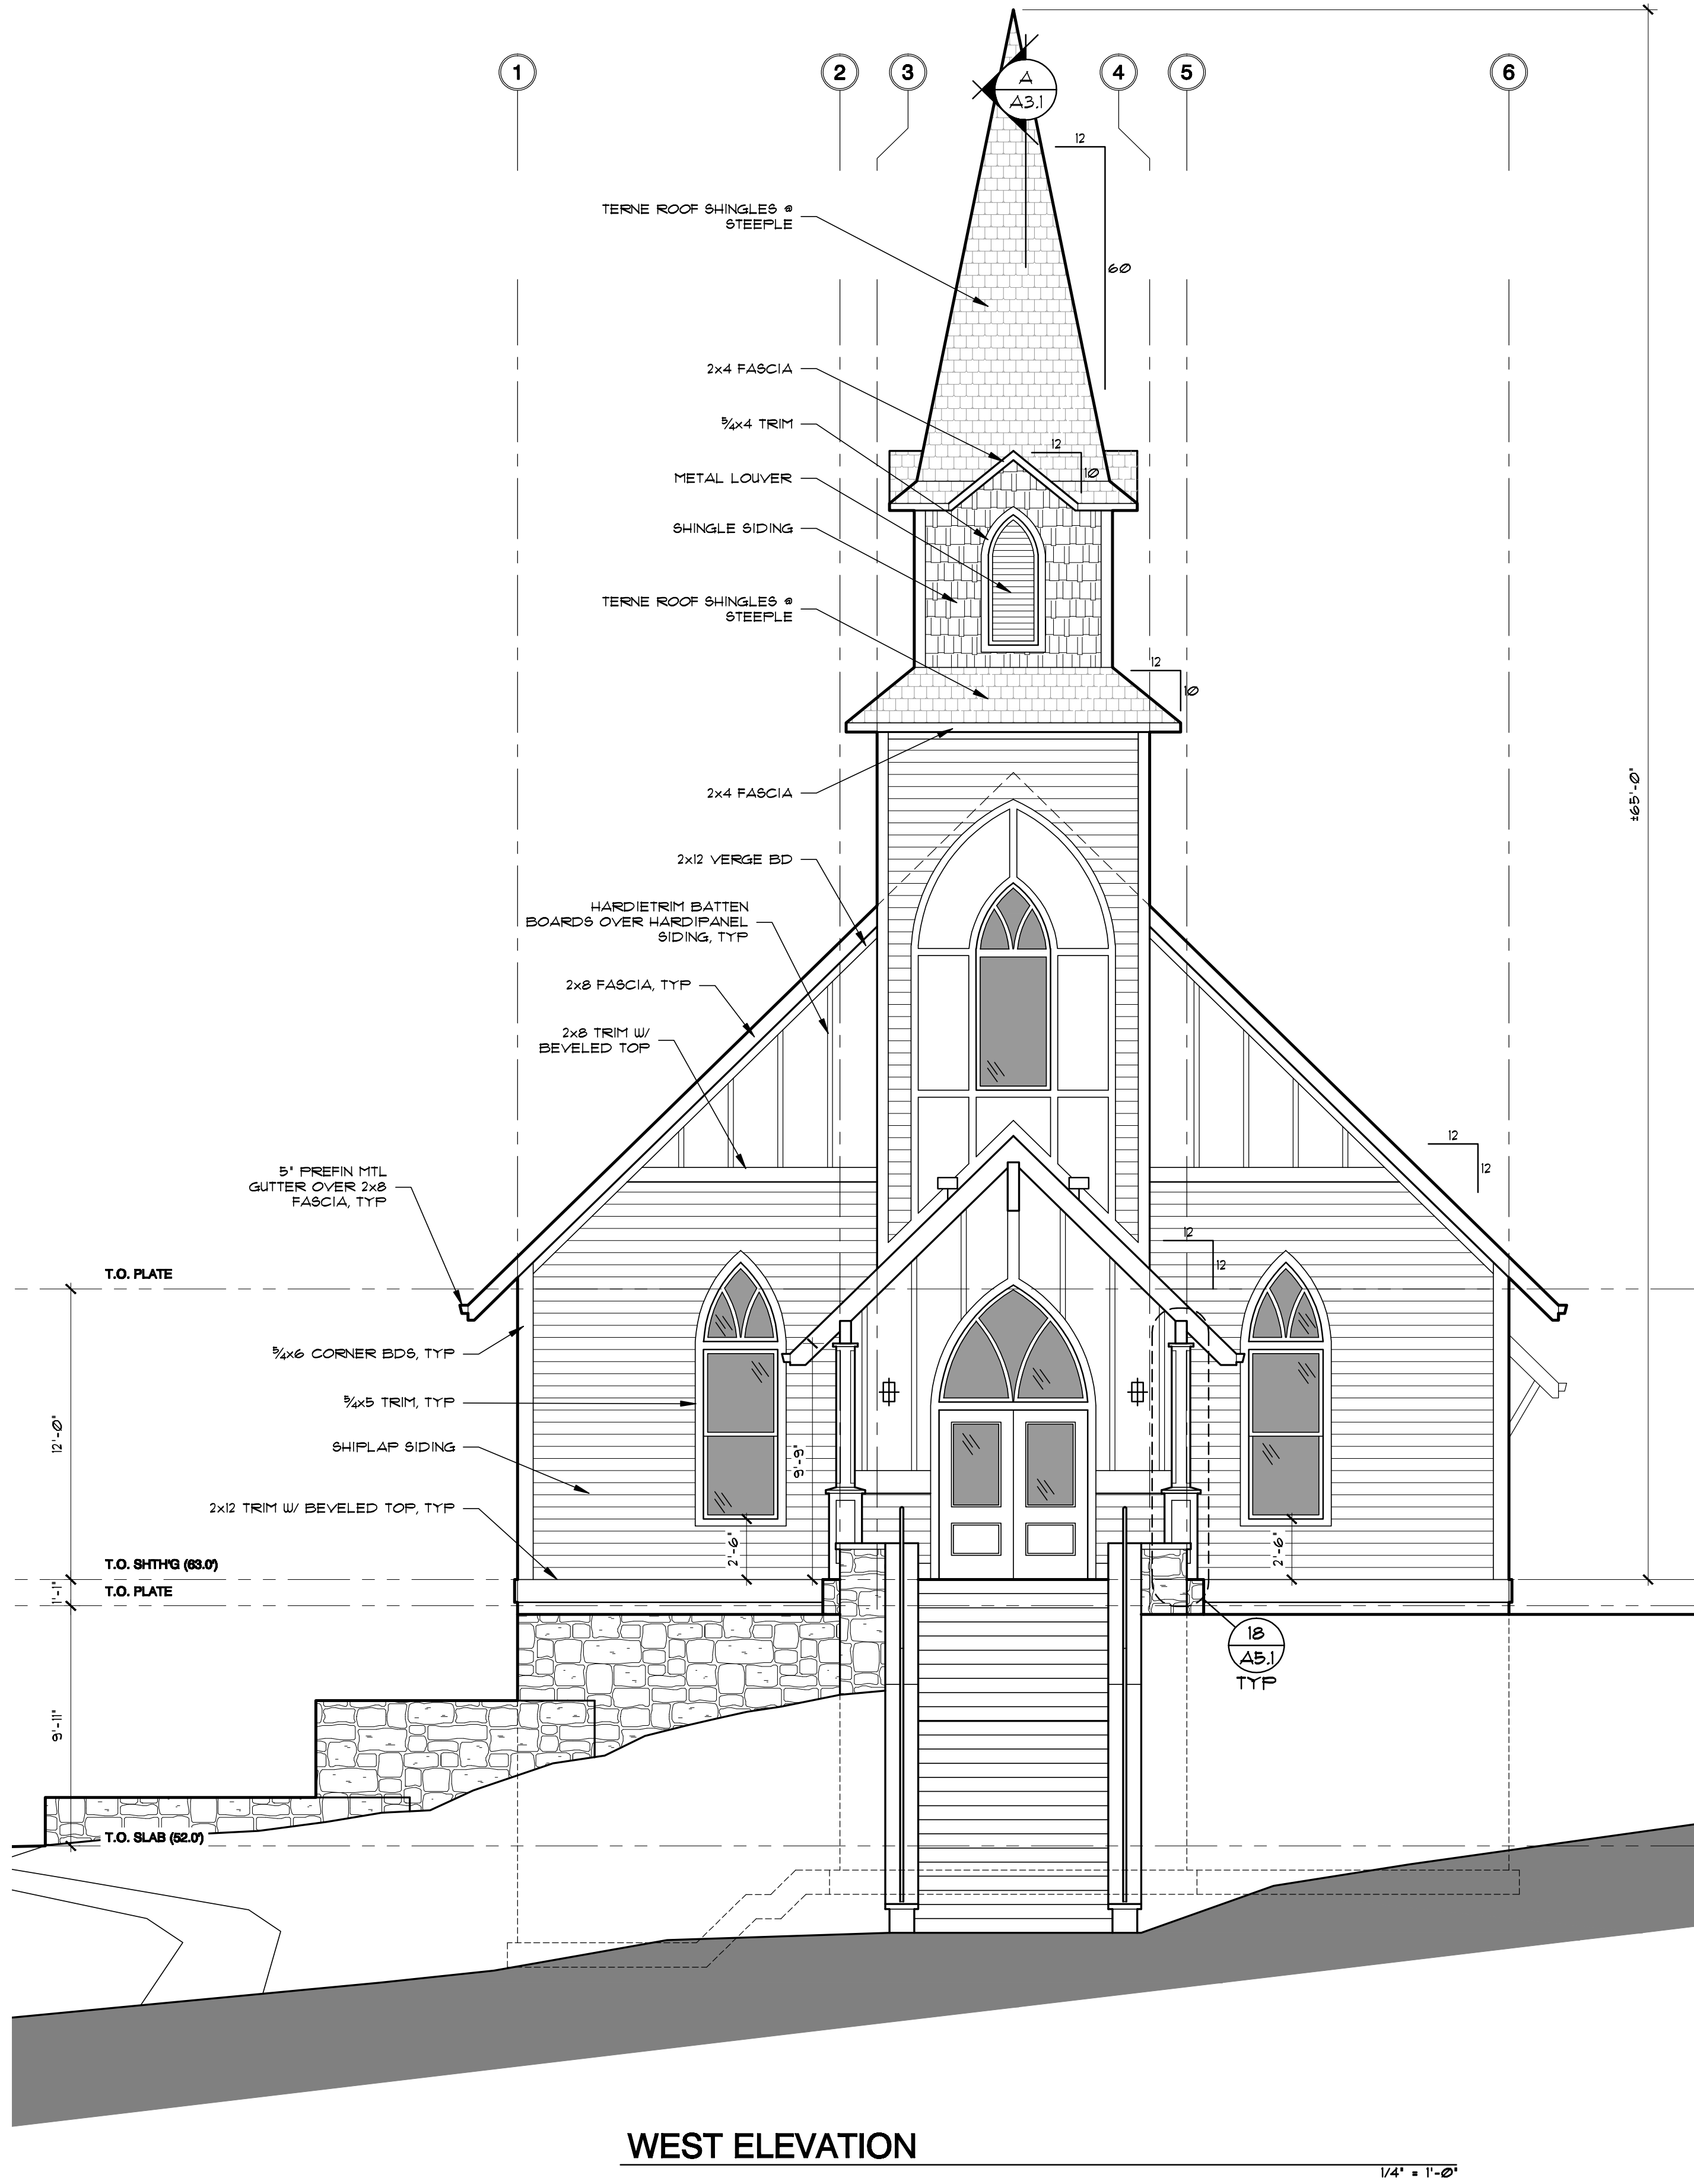 1
2
3
4
5
6
A
A3.1
12
60
TERNE ROOF SHINGLES @
STEEPLE
2x4 FASCIA
5/4x4 TRIM
12
10
METAL LOUVER
SHINGLE SIDING
TERNE ROOF SHINGLES @
STEEPLE
12
10
2x4 FASCIA
±65'-0"
2x12 VERGE BD
HARDIETRIM BATTEN
BOARDS OVER HARDIPANEL
SIDING, TYP
2x8 FASCIA, TYP
2x8 TRIM W/
BEVELED TOP
12
12
5" PREFIN MTL
GUTTER OVER 2x8
FASCIA, TYP
12
12
T.O. PLATE
5/4x6 CORNER BDS, TYP
5/4x5 TRIM, TYP
12'-0"
SHIPLAP SIDING
9'-9"
2x12 TRIM W/ BEVELED TOP, TYP
2'-6"
2'-6"
T.O. SHTH'G (63.0')
1'-1"
T.O. PLATE
18
A5.1
TYP
9'-11"
T.O. SLAB (52.0')
WEST ELEVATION
1/4" = 1'-0"